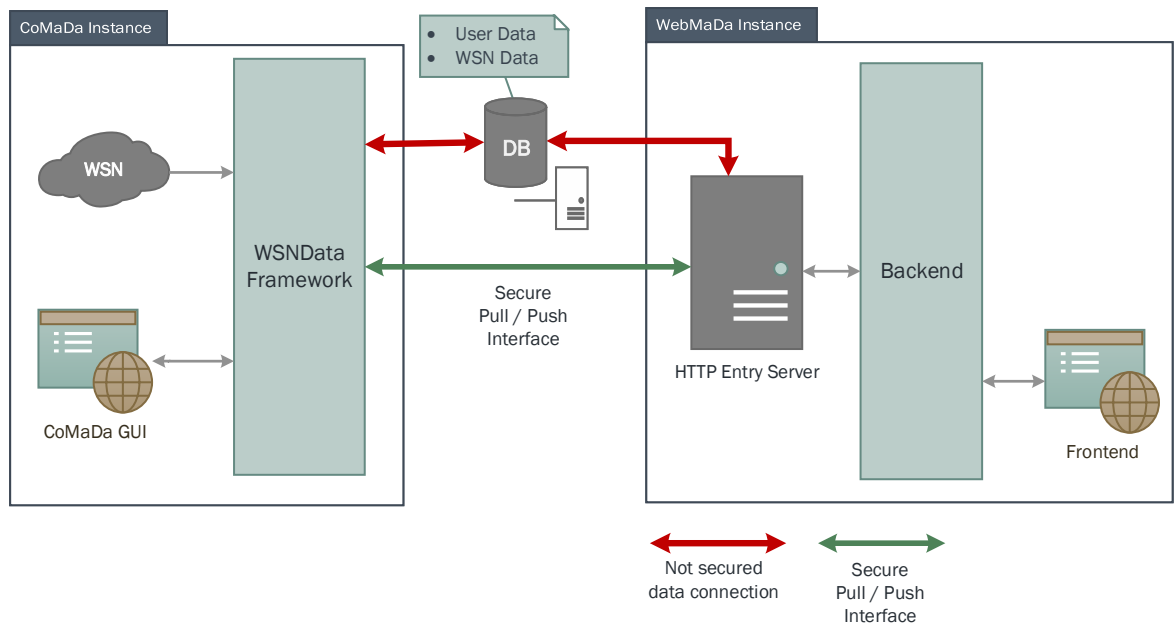 CoMaDa Instance
WebMaDa Instance
User Data
WSN Data
WSN
DB
WSNData
Framework
Backend
Secure
Pull / Push
Interface
HTTP Entry Server
CoMaDa GUI
Frontend
Not secured
data connection
Secure
Pull / Push
Interface